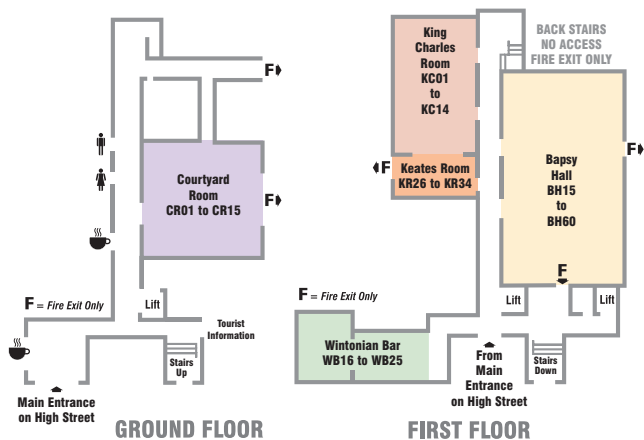 F
Courtyard
Room
CR01 to CR15
F
F = Fire Exit Only
Lift
Tourist
Information
Stairs
Up
Main Entrance
on High Street
GROUND FLOOR
BACK STAIRS
NO ACCESS
FIRE EXIT ONLY
King
Charles
Room
KC01
to
KC14
F
Keates Room
KR26 to KR34
Bapsy
Hall
BH15
to
BH60
F
F
F = Fire Exit Only
Lift
Lift
Wintonian Bar
WB16 to WB25
From
Main
Entrance
on High Street
Stairs
Down
FIRST FLOOR